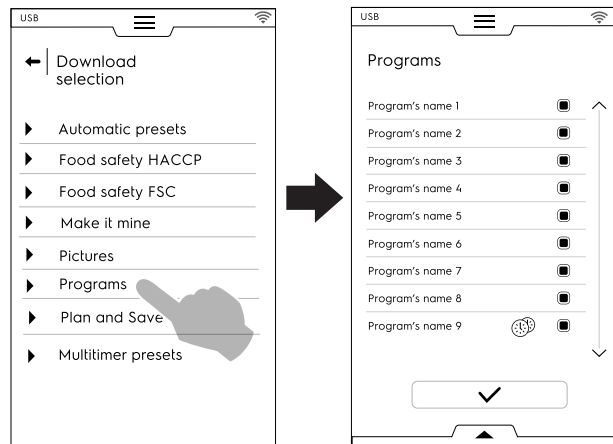 USB
Download
selection
Automatic presets
Food safety HACCP
Food safety FSC
Make it mine
Pictures
Programs
Plan and Save
Multitimer presets
USB
Programs
Program's name 1
Program's name 2
Program's name 3
Program's name 4
Program's name 5
Program's name 6
Program's name 7
Program's name 8
Program's name 9